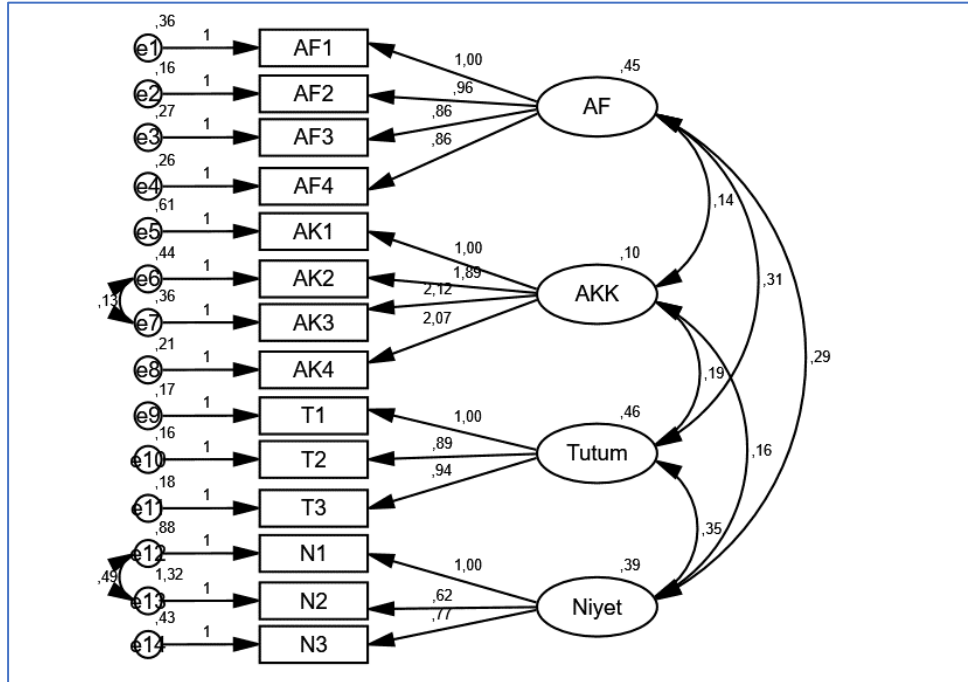 ,36
e1 1 AF1
,16
e2 1 AF2
,27
e3 1 AF3
,26
e4 1 AF4
,61
e5 1 AK1
,44
e6 1 AK2
,36
e7 1 AK3
,21
e8 1 AK4
,17
e9 1 T1
,16
e10 1 T2
,18
e11 1 T3
,88
e12 1 N1
1,32
e13 1 N2
,43
e14 1 N3
,13
,49
1,00
,96
,86
,86
1,00
1,89
2,12
2,07
1,00
,89
,94
1,00
,62
,77
,45
AF
,10
AKK
,46
Tutum
,39
Niyet
,14
,31
,29
,19
,16
,35